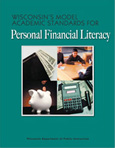 WISCONSIN'S MODEL
ACADEMIC STANDARDS FOR
Personal Financial Literacy